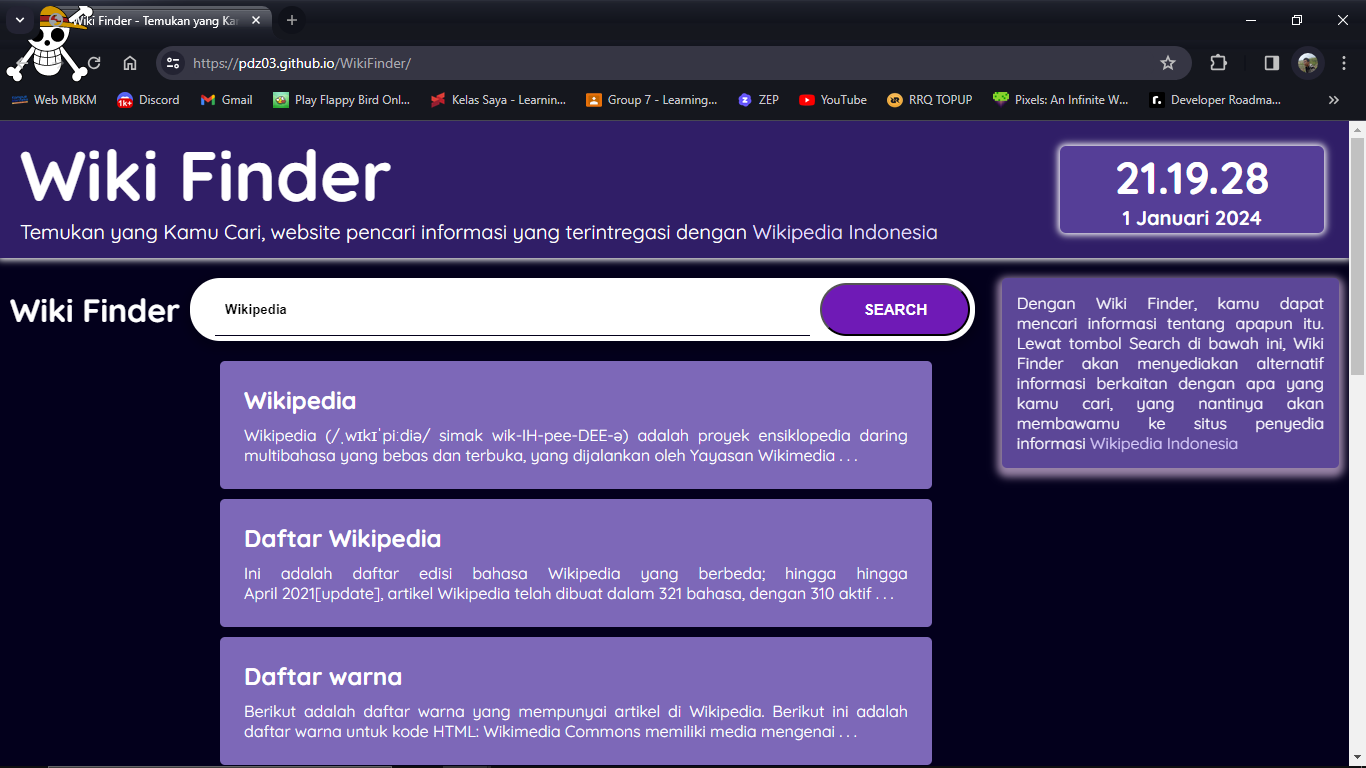 Wiki Finder - Temukan yang Ka
https://pdz03.github.io/WikiFinder/
Web MBKM
1K+
Discord
Gmail
Play Flappy Bird Onl...
Kelas Saya - Learnin...
Group 7 - Learning...
ZEP
YouTube
RRQ TOPUP
Pixels: An Infinite W...
r.
Developer Roadma...
Wiki Finder
Temukan yang Kamu Cari, website pencari informasi yang terintregasi dengan Wikipedia Indonesia
21.19.28
1 Januari 2024
Wiki Finder
Wikipedia
SEARCH
Wikipedia
Wikipedia (/ˌwɪkɪˈpiːdiə/ simak wik-IH-pee-DEE-ə) adalah proyek ensiklopedia daring
multibahasa yang bebas dan terbuka, yang dijalankan oleh Yayasan Wikimedia . . .
Daftar Wikipedia
Ini adalah daftar edisi bahasa Wikipedia yang berbeda; hingga hingga
April 2021[update], artikel Wikipedia telah dibuat dalam 321 bahasa, dengan 310 aktif . . .
Daftar warna
Berikut adalah daftar warna yang mempunyai artikel di Wikipedia. Berikut ini adalah
daftar warna untuk kode HTML: Wikimedia Commons memiliki media mengenai . . .
Dengan Wiki Finder, kamu dapat
mencari informasi tentang apapun itu.
Lewat tombol Search di bawah ini, Wiki
Finder akan menyediakan alternatif
informasi berkaitan dengan apa yang
kamu cari, yang nantinya akan
membawamu ke situs penyedia
informasi Wikipedia Indonesia